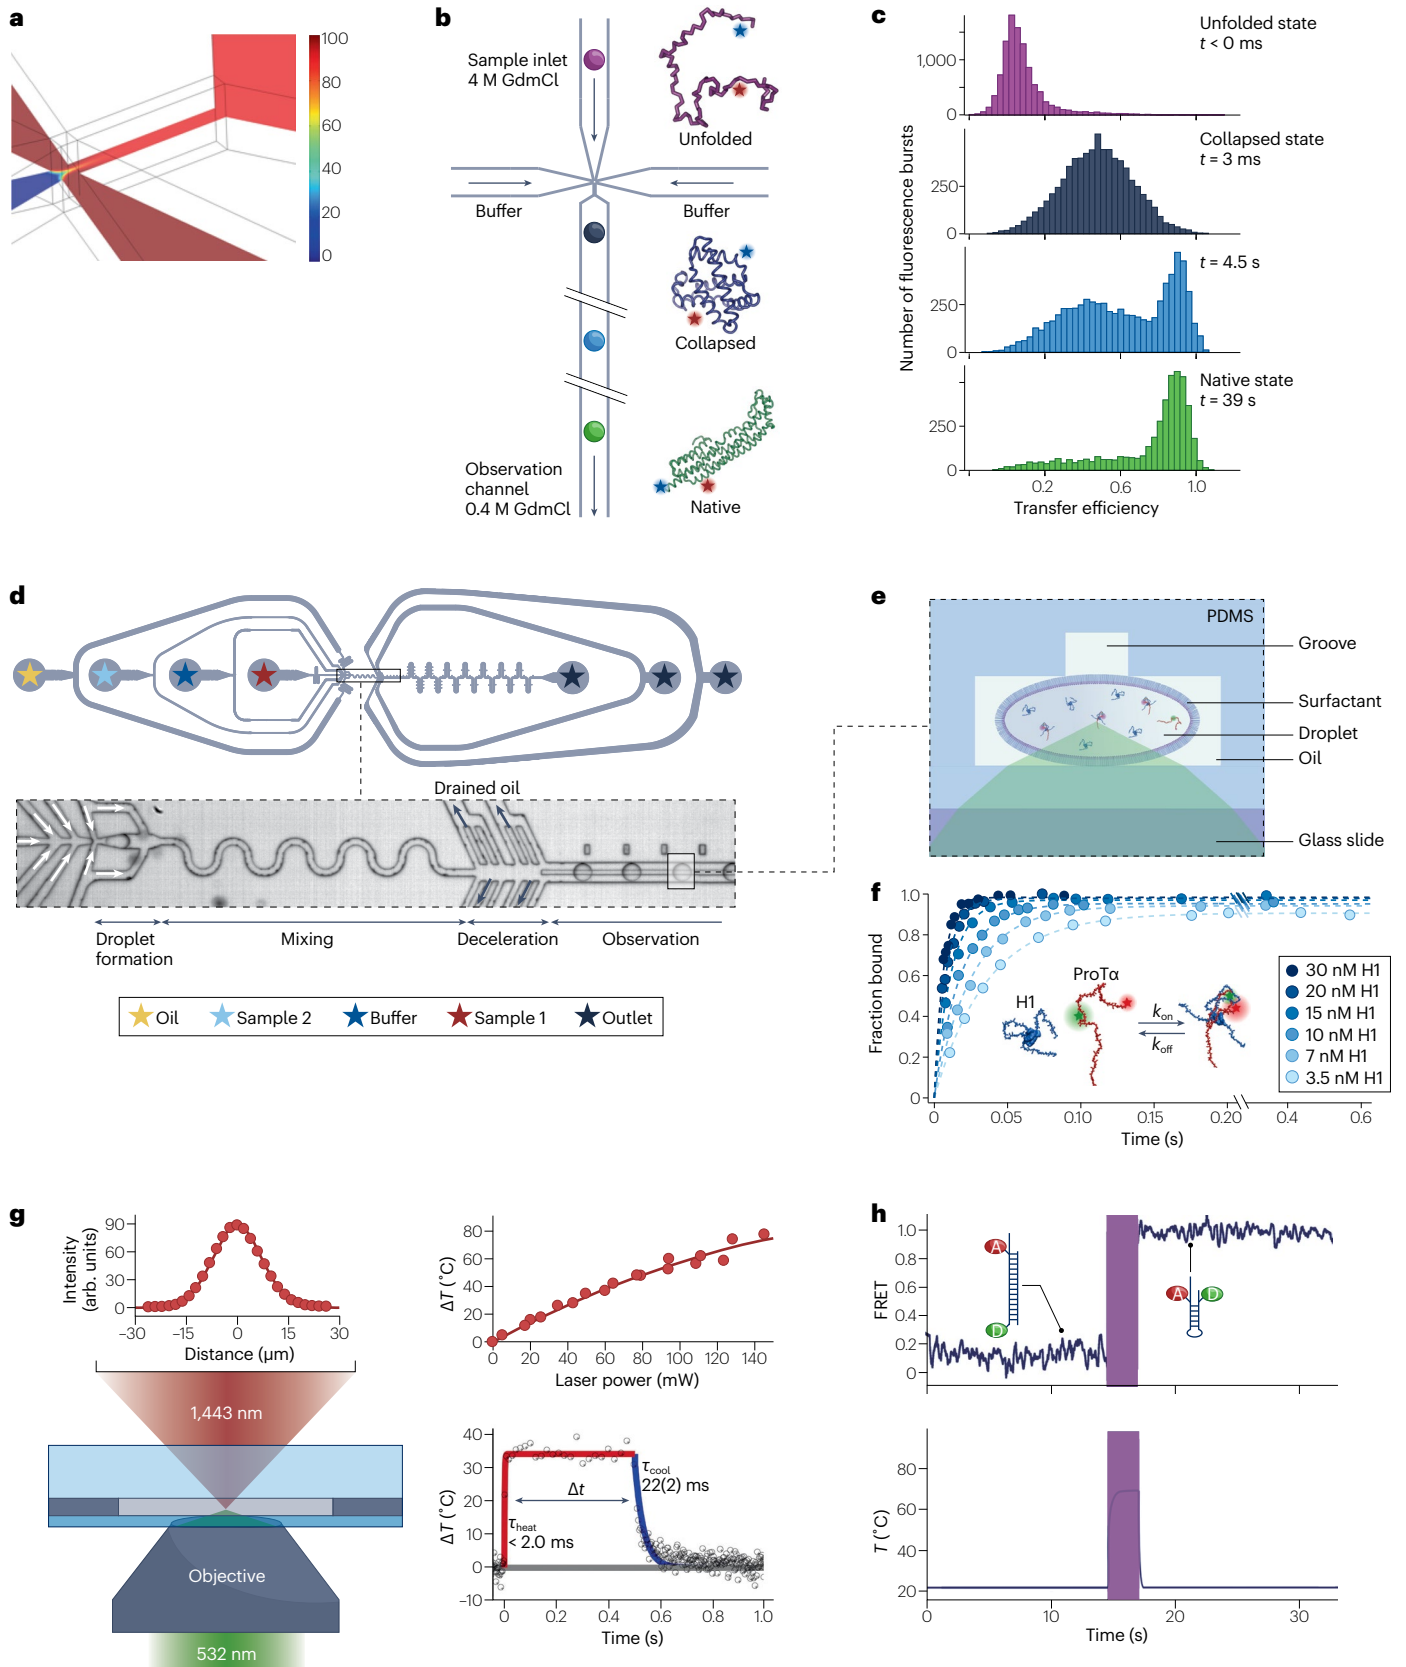 a
100
80
60
40
20
0
b
Sample inlet
4 M GdmCl
Unfolded
Buffer
Buffer
Collapsed
Observation
channel
0.4 M GdmCl
Native
c
Number of fluorescence bursts
Unfolded state
t < 0 ms
1,000
0
Collapsed state
t = 3 ms
250
0
t = 4.5 s
250
0
Native state
t = 39 s
250
0
0.2 0.6 1.0
Transfer efficiency
d
Drained oil
Droplet
formation
Mixing
Deceleration
Observation
Oil
Sample 2
Buffer
Sample 1
Outlet
e
PDMS
Groove
Surfactant
Droplet
Oil
Glass slide
f
Fraction bound
1.0
0.8
0.6
0.4
0.2
0
0 0.05 0.10 0.15 0.20 0.4 0.6
Time (s)
H1
ProTα
kon
koff
30 nM H1
20 nM H1
15 nM H1
10 nM H1
7 nM H1
3.5 nM H1
g
Intensity
(arb. units)
90
60
30
0
−30 −15 0 15 30
Distance (µm)
1,443 nm
Objective
532 nm
ΔT (°C)
80
60
40
20
0
0 20 40 60 80 100 120 140
Laser power (mW)
ΔT (°C)
40
30
20
10
0
−10
τcool
22(2) ms
Δt
τheat
< 2.0 ms
0 0.2 0.4 0.6 0.8 1.0
Time (s)
h
FRET
1.0
0.8
0.6
0.4
0.2
0
A
D
A D
T (°C)
80
60
40
20
0 10 20 30
Time (s)